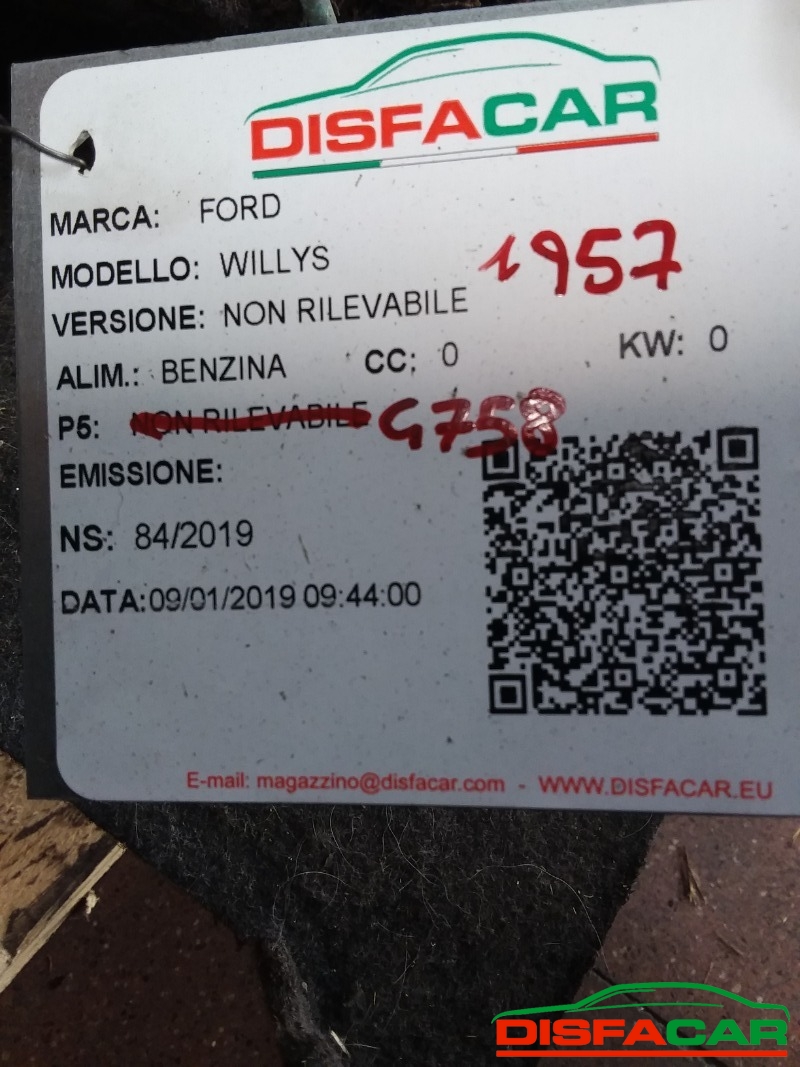 DISFACAR
MARCA: FORD
MODELLO: WILLYS 1957
VERSIONE: NON RILEVABILE
ALIM.: BENZINA CC: 0 KW: 0
P5: NON RILEVABILE G758
EMISSIONE:
NS: 84/2019
DATA:09/01/2019 09:44:00
E-mail: magazzino@disfacar.com - WWW.DISFACAR.EU
DISFACAR